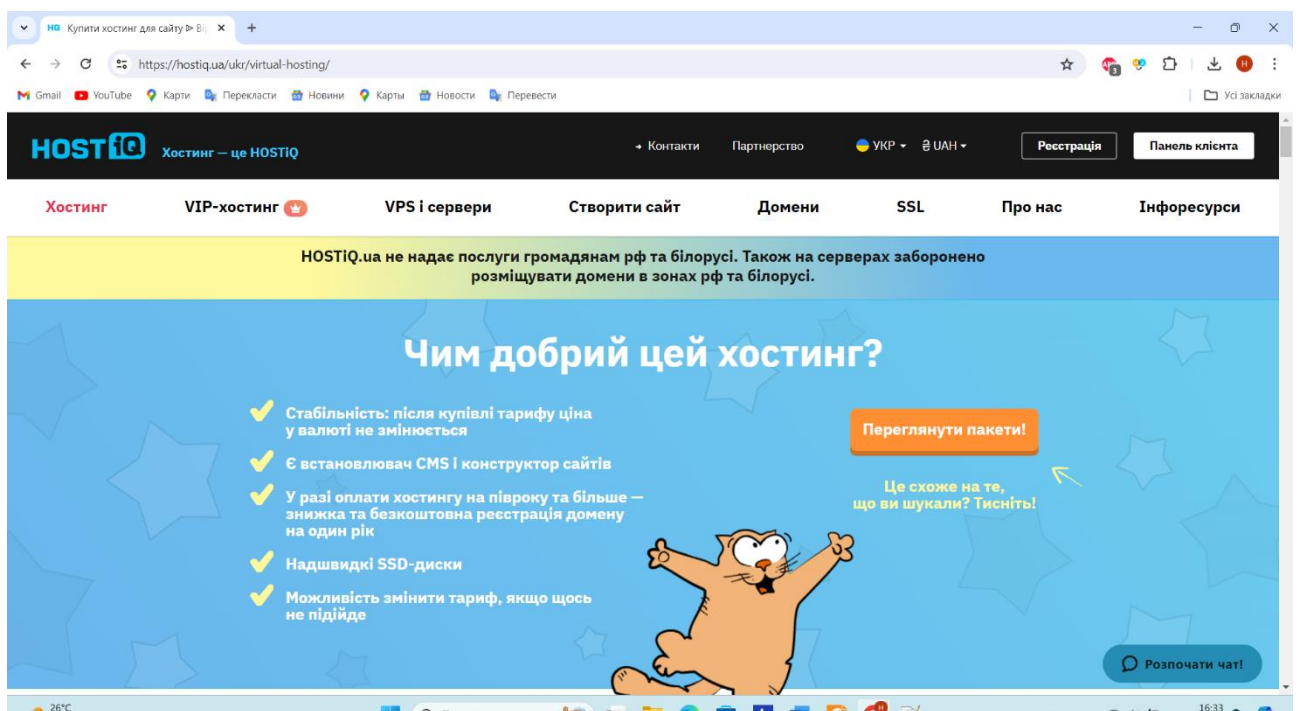 HQ Купити хостинг для сайту ⊳ Ві
https://hostiq.ua/ukr/virtual-hosting/
3
Н
Gmail YouTube Карти Перекласти Новини Карты Новости Перевести Усі закладки
HOSTiQ Хостинг — це HOSTiQ → Контакти Партнерство УКР ₴ UAH Реєстрація Панель клієнта
Хостинг VIP-хостинг VPS і сервери Створити сайт Домени SSL Про нас Інфоресурси
HOSTiQ.ua не надає послуги громадянам рф та білорусі. Також на серверах заборонено
розміщувати домени в зонах рф та білорусі.
Чим добрий цей хостинг?
Стабільність: після купівлі тарифу ціна
у валюті не змінюється
Є встановлювач CMS і конструктор сайтів
У разі оплати хостингу на півроку та більше —
знижка та безкоштовна реєстрація домену
на один рік
Надшвидкі SSD-диски
Можливість змінити тариф, якщо щось
не підійде
Переглянути пакети!
Це схоже на те,
що ви шукали? Тисніть!
Розпочати чат!
26°C 16:33